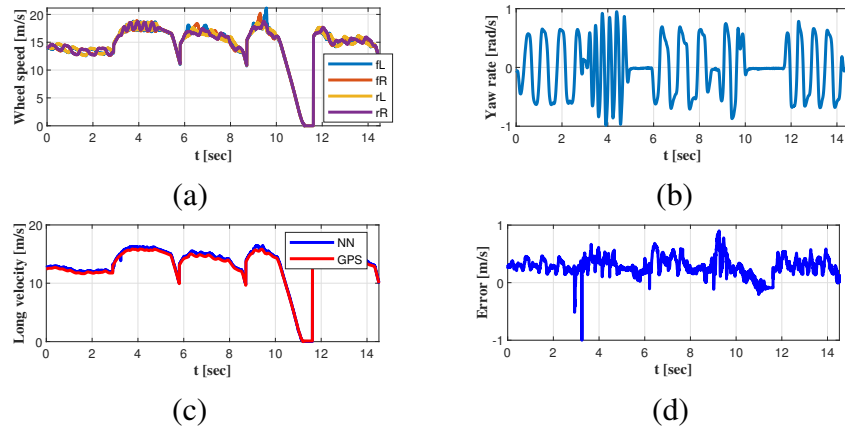 Wheel speed [m/s]
20
15
10
5
0
fL
fR
rL
rR
0 2 4 6 8 10 12 14
t [sec]
(a)
Yaw rate [rad/s]
1
0
-1
0 2 4 6 8 10 12 14
t [sec]
(b)
Long velocity [m/s]
20
10
0
NN
GPS
0 2 4 6 8 10 12 14
t [sec]
(c)
Error [m/s]
1
0
-1
0 2 4 6 8 10 12 14
t [sec]
(d)